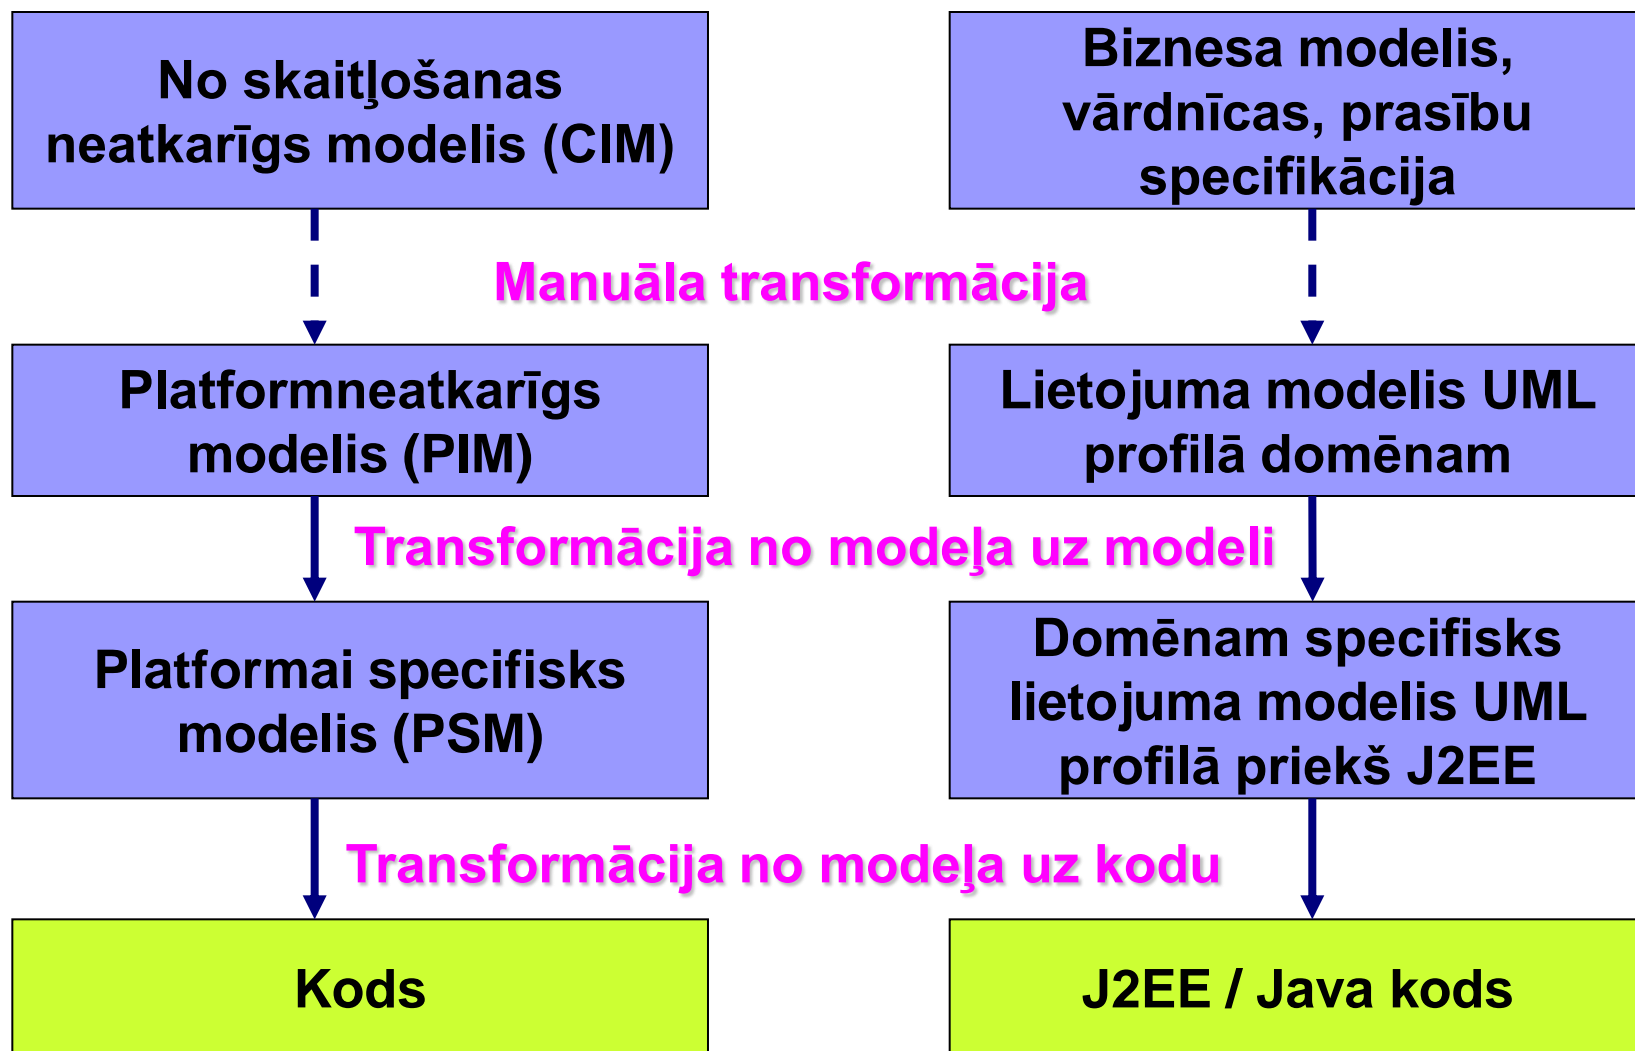 No skaitļošanas
neatkarīgs modelis (CIM)
Biznesa modelis,
vārdnīcas, prasību
specifikācija
Manuāla transformācija
Platformneatkarīgs
modelis (PIM)
Lietojuma modelis UML
profilā domēnam
Transformācija no modeļa uz modeli
Platformai specifisks
modelis (PSM)
Domēnam specifisks
lietojuma modelis UML
profilā priekš J2EE
Transformācija no modeļa uz kodu
Kods
J2EE / Java kods